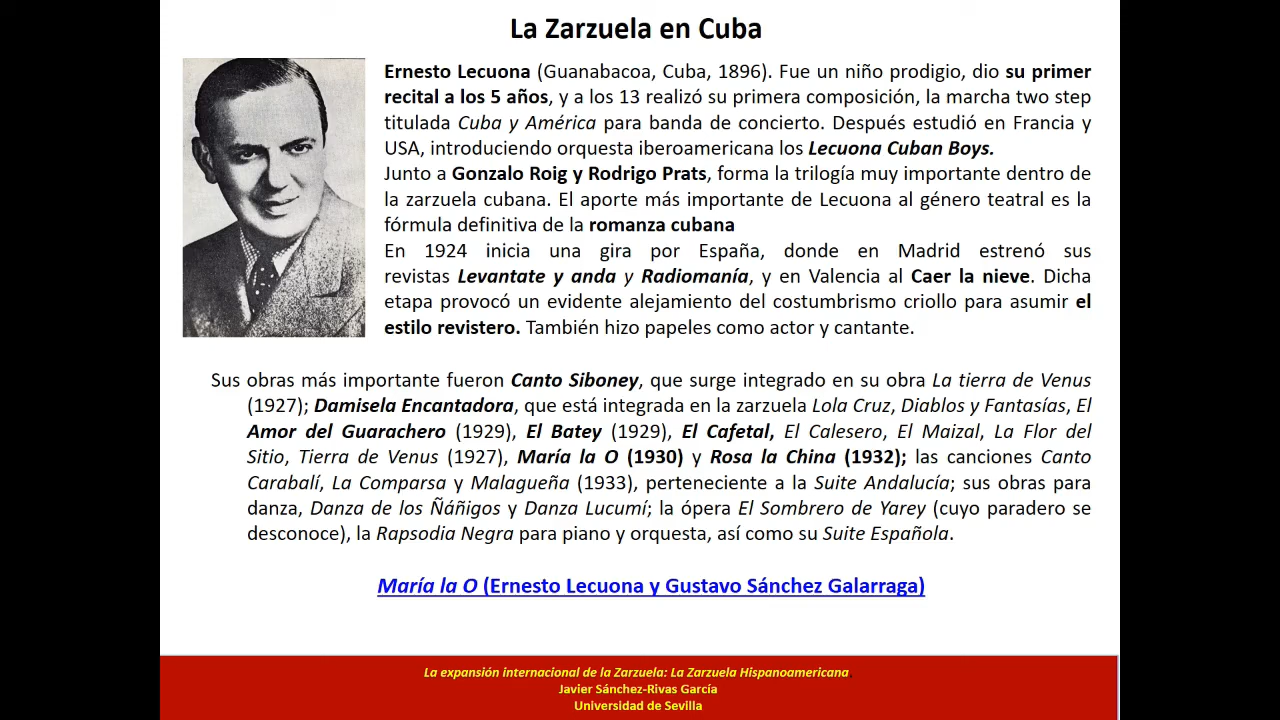 La Zarzuela en Cuba
Ernesto Lecuona (Guanabacoa, Cuba, 1896). Fue un niño prodigio, dio su primer
recital a los 5 años, y a los 13 realizó su primera composición, la marcha two step
titulada Cuba y América para banda de concierto. Después estudió en Francia y
USA, introduciendo orquesta iberoamericana los Lecuona Cuban Boys.
Junto a Gonzalo Roig y Rodrigo Prats, forma la trilogía muy importante dentro de
la zarzuela cubana. El aporte más importante de Lecuona al género teatral es la
fórmula definitiva de la romanza cubana
En 1924 inicia una gira por España, donde en Madrid estrenó sus
revistas Levantate y anda y Radiomanía, y en Valencia al Caer la nieve. Dicha
etapa provocó un evidente alejamiento del costumbrismo criollo para asumir el
estilo revistero. También hizo papeles como actor y cantante.
Sus obras más importante fueron Canto Siboney, que surge integrado en su obra La tierra de Venus
(1927); Damisela Encantadora, que está integrada en la zarzuela Lola Cruz, Diablos y Fantasías, El
Amor del Guarachero (1929), El Batey (1929), El Cafetal, El Calesero, El Maizal, La Flor del
Sitio, Tierra de Venus (1927), María la O (1930) y Rosa la China (1932); las canciones Canto
Carabalí, La Comparsa y Malagueña (1933), perteneciente a la Suite Andalucía; sus obras para
danza, Danza de los Ñáñigos y Danza Lucumí; la ópera El Sombrero de Yarey (cuyo paradero se
desconoce), la Rapsodia Negra para piano y orquesta, así como su Suite Española.
María la O (Ernesto Lecuona y Gustavo Sánchez Galarraga)
La expansión internacional de la Zarzuela: La Zarzuela Hispanoamericana
Javier Sánchez-Rivas García
Universidad de Sevilla